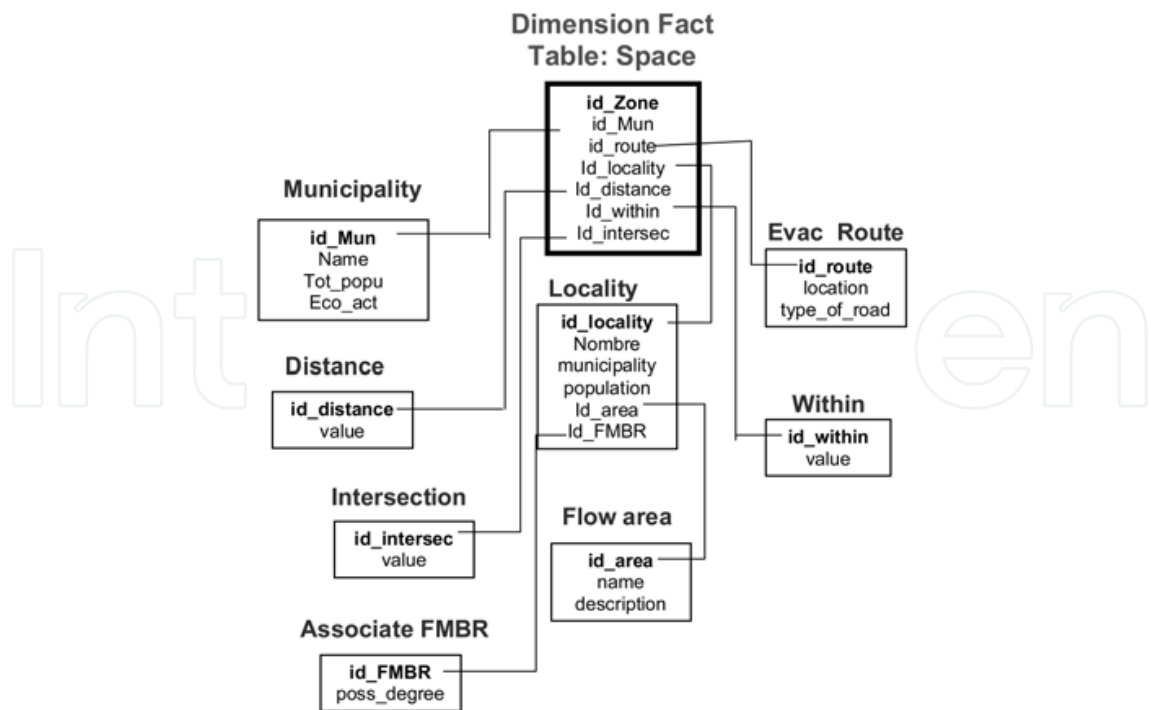 Dimension Fact
Table: Space
id_Zone
id_Mun
id_route
Id_locality
Id_distance
Id_within
Id_intersec
Municipality
id_Mun
Name
Tot_popu
Eco_act
Evac Route
id_route
location
type_of_road
Locality
id_locality
Nombre
municipality
population
Id_area
Id_FMBR
Distance
id_distance
value
Within
id_within
value
Intersection
id_intersec
value
Flow area
id_area
name
description
Associate FMBR
id_FMBR
poss_degree
Int
en